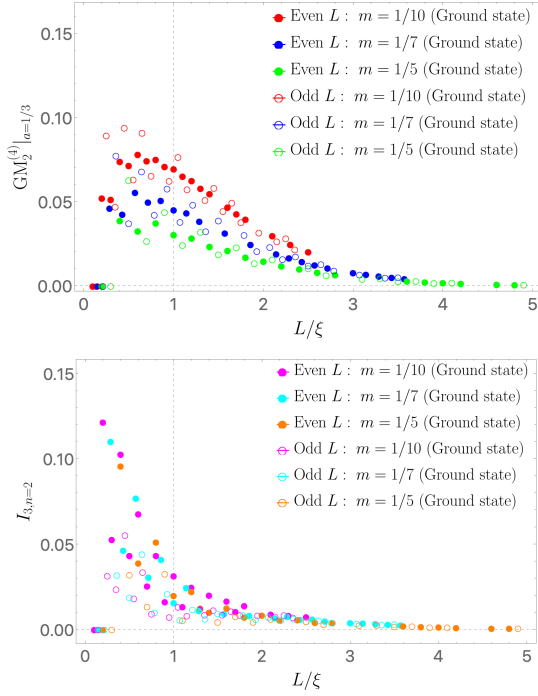 Even L : m = 1/10 (Ground state)
Even L : m = 1/7 (Ground state)
Even L : m = 1/5 (Ground state)
Odd L : m = 1/10 (Ground state)
Odd L : m = 1/7 (Ground state)
Odd L : m = 1/5 (Ground state)
0.15
0.10
0.05
0.00
GM₂⁽⁴⁾|ₐ₌₁/₃
0 1 2 3 4 5
L/ξ
Even L : m = 1/10 (Ground state)
Even L : m = 1/7 (Ground state)
Even L : m = 1/5 (Ground state)
Odd L : m = 1/10 (Ground state)
Odd L : m = 1/7 (Ground state)
Odd L : m = 1/5 (Ground state)
0.15
0.10
0.05
0.00
I₃,ₙ₌₂
0 1 2 3 4 5
L/ξ